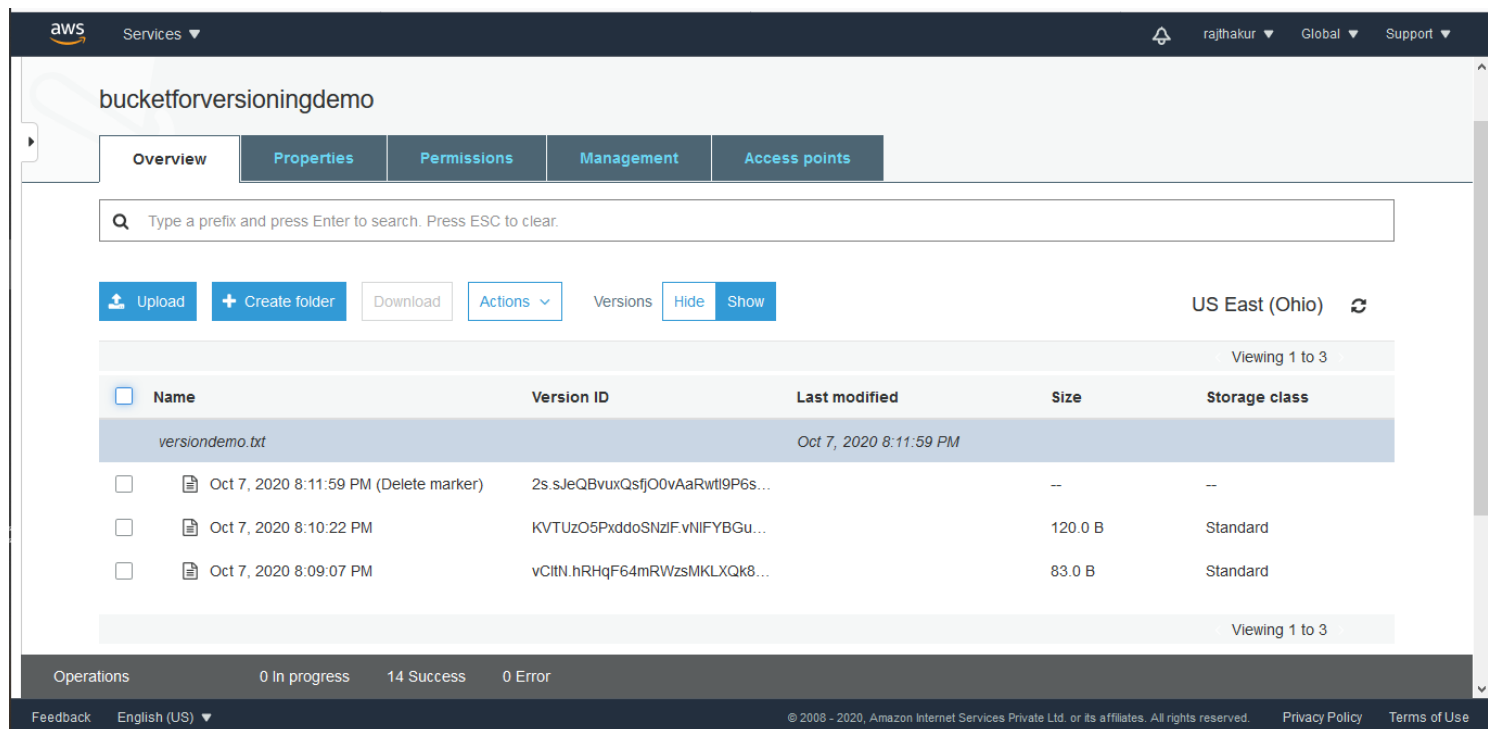 aws Services ▼ rajthakur ▼ Global ▼ Support ▼
bucketforversioningdemo
Overview Properties Permissions Management Access points
Type a prefix and press Enter to search. Press ESC to clear.
Upload + Create folder Download Actions Versions Hide Show US East (Ohio)
Viewing 1 to 3
Name Version ID Last modified Size Storage class
versiondemo.txt Oct 7, 2020 8:11:59 PM
Oct 7, 2020 8:11:59 PM (Delete marker) 2s.sJeQBvuxQsfjO0vAaRwtI9P6s... -- --
Oct 7, 2020 8:10:22 PM KVTUzO5PxddoSNzlF.vNlFYBGu... 120.0 B Standard
Oct 7, 2020 8:09:07 PM vCltN.hRHqF64mRWzsMKLXQk8... 83.0 B Standard
Viewing 1 to 3
Operations 0 In progress 14 Success 0 Error
Feedback English (US) ▼ © 2008 - 2020, Amazon Internet Services Private Ltd. or its affiliates. All rights reserved. Privacy Policy Terms of Use